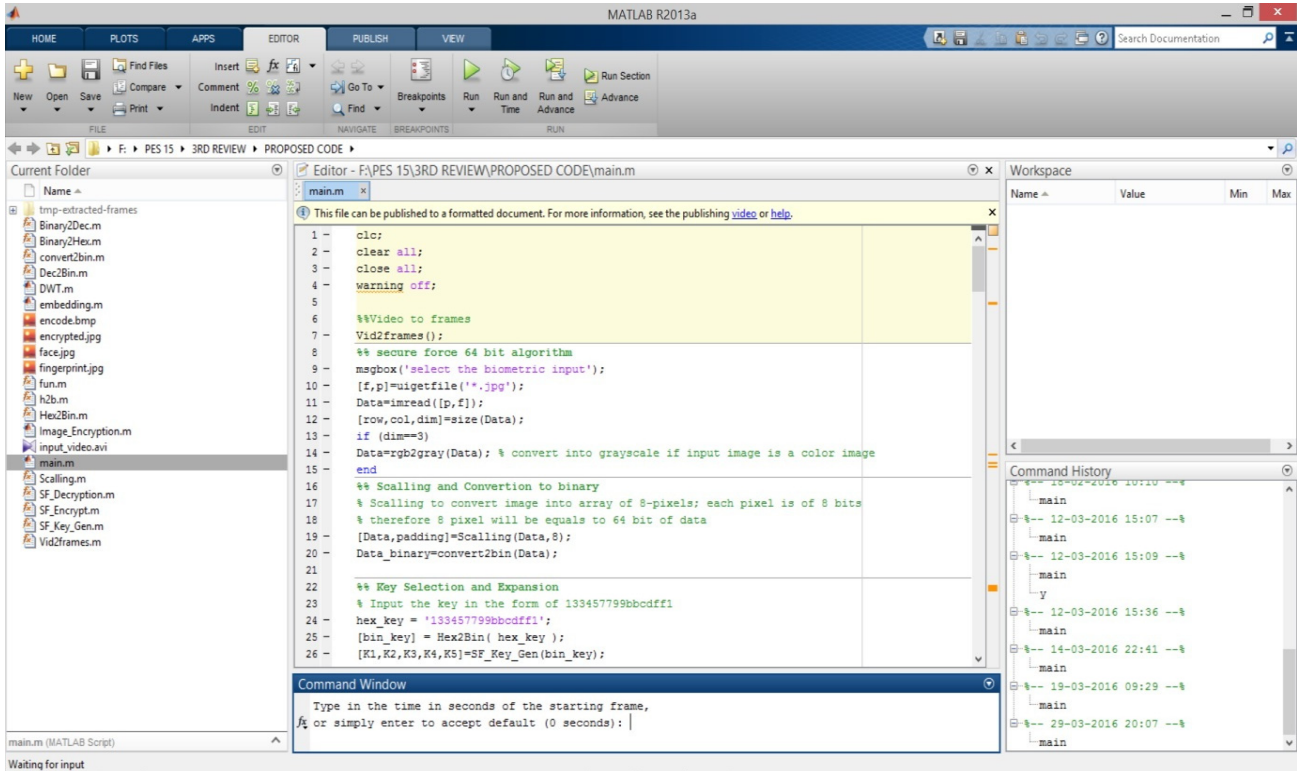 MATLAB R2013a
HOME PLOTS APPS EDITOR PUBLISH VIEW Search Documentation
Find Files Insert fx
Compare Comment % Go To Run Section
New Open Save Print Indent Find Breakpoints Run Run and Time Run and Advance Advance
FILE EDIT NAVIGATE BREAKPOINTS RUN
F: PES 15 3RD REVIEW PROPOSED CODE
Current Folder
Name
tmp-extracted-frames
Binary2Dec.m
Binary2Hex.m
convert2bin.m
Dec2Bin.m
DWT.m
embedding.m
encode.bmp
encrypted.jpg
face.jpg
fingerprint.jpg
fun.m
h2b.m
Hex2Bin.m
Image_Encryption.m
input_video.avi
main.m
Scalling.m
SF_Decryption.m
SF_Encrypt.m
SF_Key_Gen.m
Vid2frames.m
main.m (MATLAB Script)
Waiting for input
Editor - F:\PES 15\3RD REVIEW\PROPOSED CODE\main.m
main.m
This file can be published to a formatted document. For more information, see the publishing video or help.
1 - clc;
2 - clear all;
3 - close all;
4 - warning off;
5
6 %%Video to frames
7 - Vid2frames();
8 %% secure force 64 bit algorithm
9 - msgbox('select the biometric input');
10 - [f,p]=uigetfile('*.jpg');
11 - Data=imread([p,f]);
12 - [row,col,dim]=size(Data);
13 - if (dim==3)
14 - Data=rgb2gray(Data); % convert into grayscale if input image is a color image
15 - end
16 %% Scalling and Convertion to binary
17 % Scalling to convert image into array of 8-pixels; each pixel is of 8 bits
18 % therefore 8 pixel will be equals to 64 bit of data
19 - [Data,padding]=Scalling(Data,8);
20 - Data_binary=convert2bin(Data);
21
22 %% Key Selection and Expansion
23 % Input the key in the form of 133457799bbcdff1
24 - hex_key = '133457799bbcdff1';
25 - [bin_key] = Hex2Bin( hex_key );
26 - [K1,K2,K3,K4,K5]=SF_Key_Gen(bin_key);
Command Window
Type in the time in seconds of the starting frame,
fx or simply enter to accept default (0 seconds):
Workspace
Name Value Min Max
Command History
%-- 18-02-2016 10:10 --%
main
%-- 12-03-2016 15:07 --%
main
%-- 12-03-2016 15:09 --%
main
y
%-- 12-03-2016 15:36 --%
main
%-- 14-03-2016 22:41 --%
main
%-- 19-03-2016 09:29 --%
main
%-- 29-03-2016 20:07 --%
main